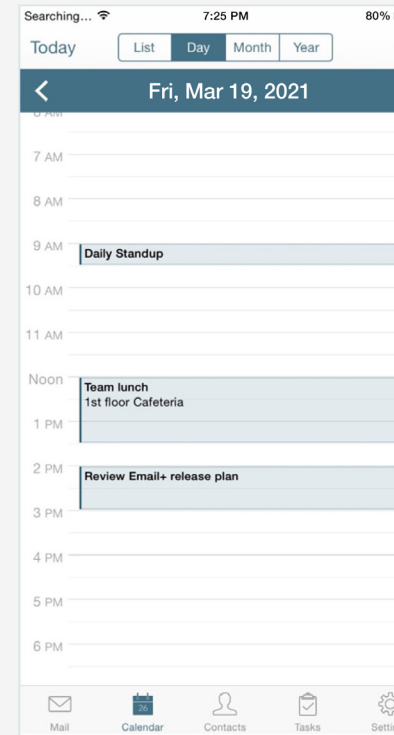 Searching...
7:25 PM
80%
Today
List
Day
Month
Year
Fri, Mar 19, 2021
7 AM
8 AM
9 AM
Daily Standup
10 AM
11 AM
Noon
Team lunch
1st floor Cafeteria
1 PM
2 PM
Review Email+ release plan
3 PM
4 PM
5 PM
6 PM
26
Mail
Calendar
Contacts
Tasks